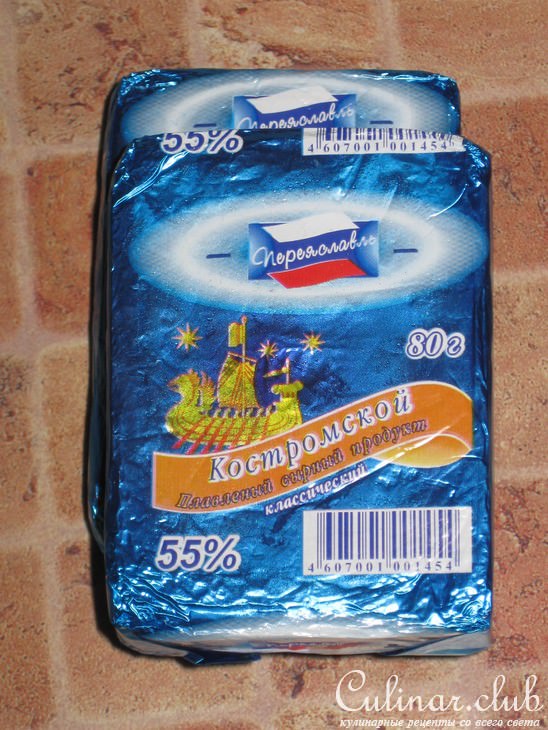 Переяславль
55%
4 607001 001454
Переяславль
80г
Костромской
Плавленый сырный продукт
классический
55%
4 607001 001454
Culinar.club
кулинарные рецепты со всего света